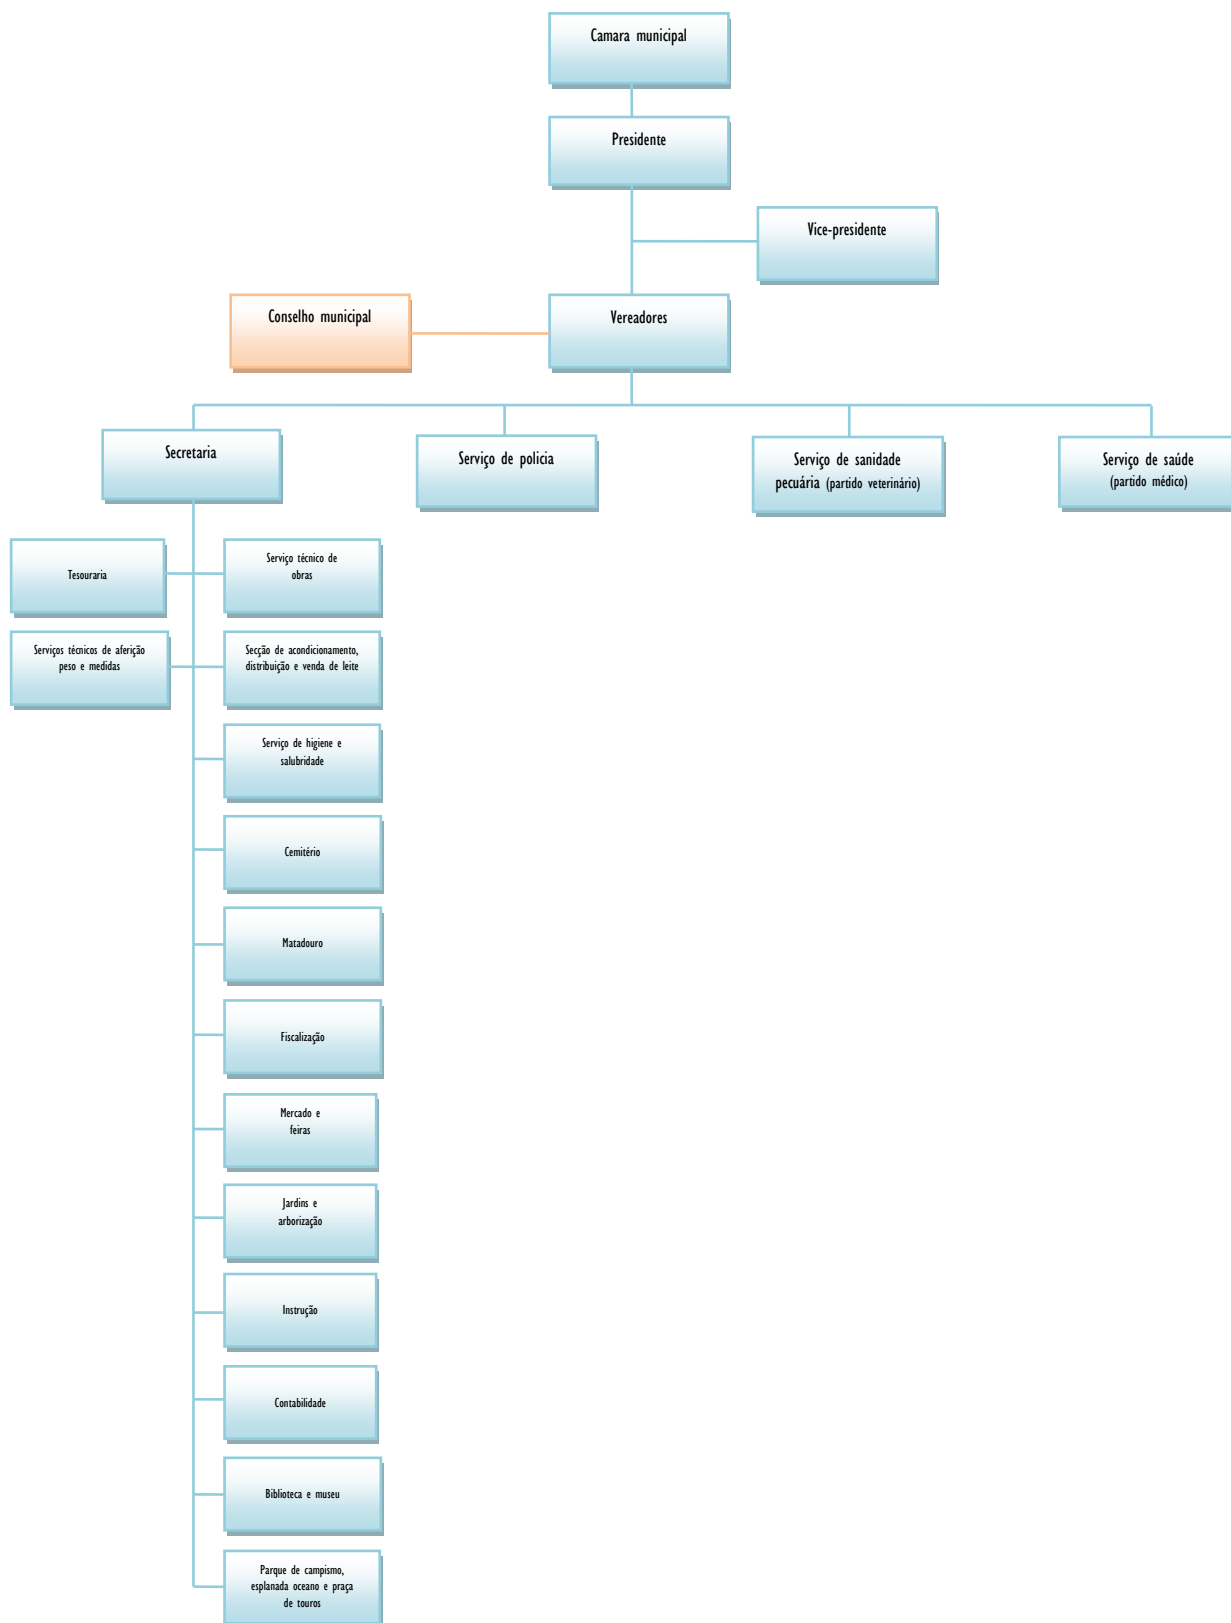 Camara municipal
Presidente
Vice-presidente
Conselho municipal
Vereadores
Secretaria
Serviço de policia
Serviço de sanidade
pecuária (partido veterinário)
Serviço de saúde
(partido médico)
Tesouraria
Serviço técnico de
obras
Serviços técnicos de aferição
peso e medidas
Secção de acondicionamento,
distribuição e venda de leite
Serviço de higiene e
salubridade
Cemitério
Matadouro
Fiscalização
Mercado e
feiras
Jardins e
arborização
Instrução
Contabilidade
Biblioteca e museu
Parque de campismo,
esplanada oceano e praça
de touros